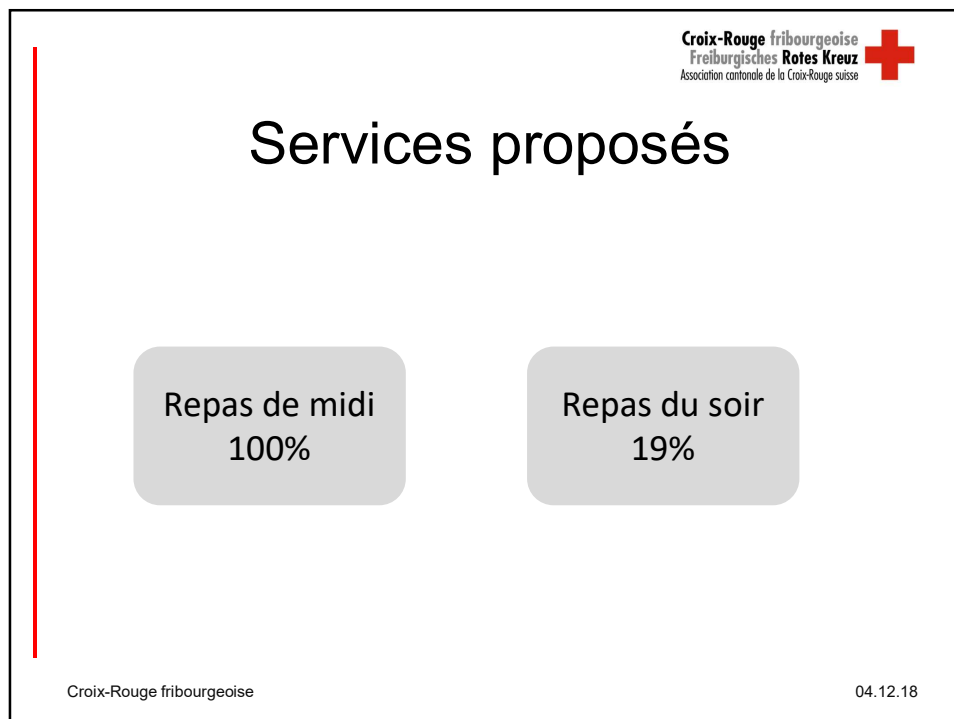 Croix-Rouge fribourgeoise
Freiburgisches Rotes Kreuz
Association cantonale de la Croix-Rouge suisse
Services proposés
Repas de midi
100%
Repas du soir
19%
Croix-Rouge fribourgeoise
04.12.18